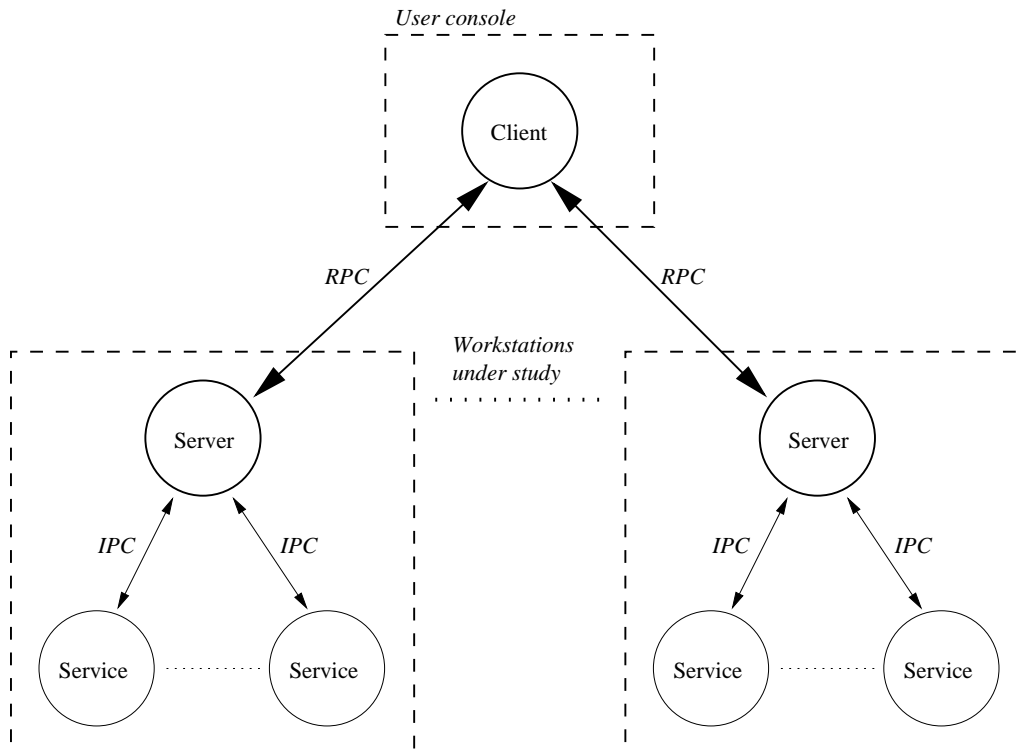 User console
Client
RPC
RPC
Workstations
under study
Server
Server
IPC
IPC
IPC
IPC
Service
Service
Service
Service